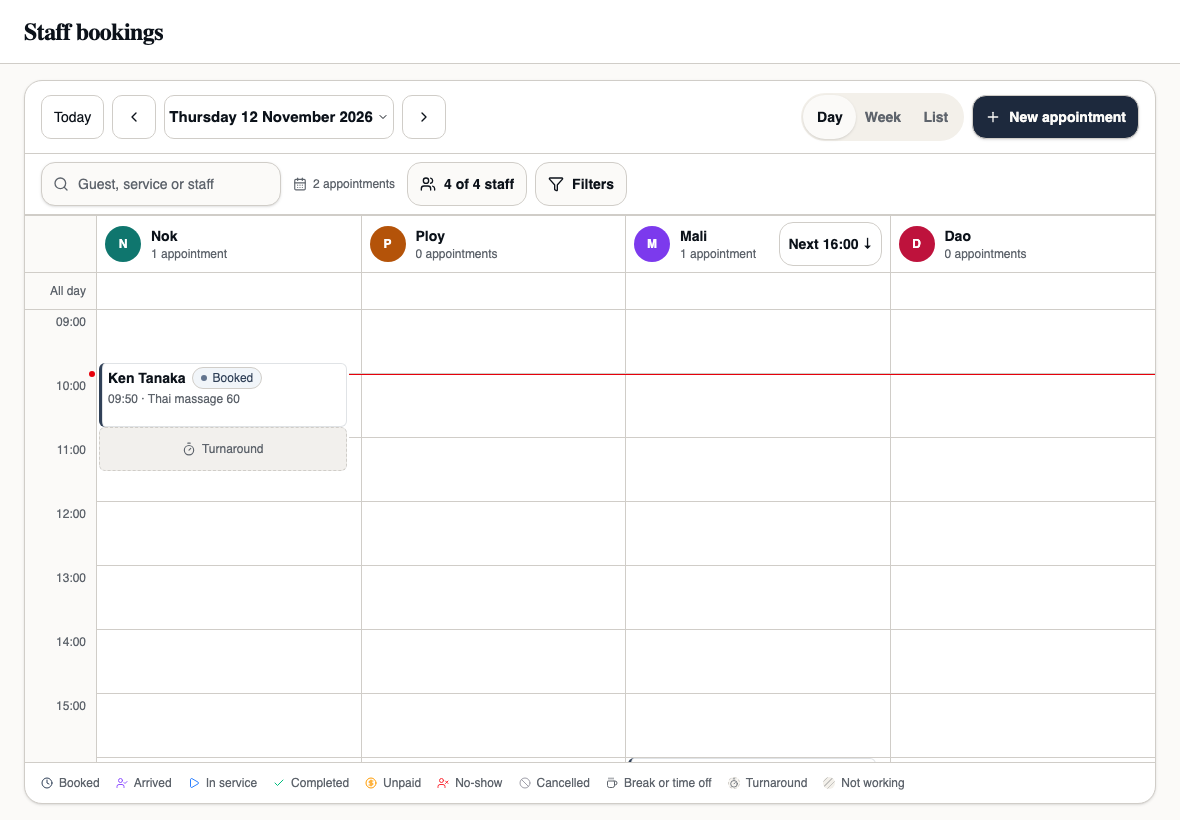 Staff bookings
Today
Thursday 12 November 2026
Day
Week
List
+ New appointment
Guest, service or staff
2 appointments
4 of 4 staff
Filters
N
Nok
1 appointment
P
Ploy
0 appointments
M
Mali
1 appointment
Next 16:00 ↓
D
Dao
0 appointments
All day
09:00
Ken Tanaka
Booked
10:00
09:50 · Thai massage 60
11:00
Turnaround
12:00
13:00
14:00
15:00
Booked
Arrived
In service
Completed
Unpaid
No-show
Cancelled
Break or time off
Turnaround
Not working